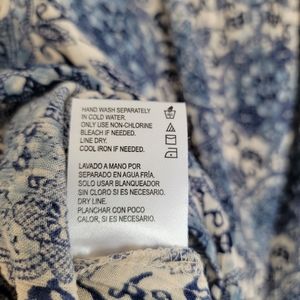 HAND WASH SEPARATELY
IN COLD WATER.
ONLY USE NON-CHLORINE
BLEACH IF NEEDED.
LINE DRY.
COOL IRON IF NEEDED.
LAVADO A MANO POR
SEPARADO EN AGUA FRÍA.
SOLO USAR BLANQUEADOR
SIN CLORO SI ES NECESARIO.
DRY LINE.
PLANCHAR CON POCO
CALOR, SI ES NECESARIO.